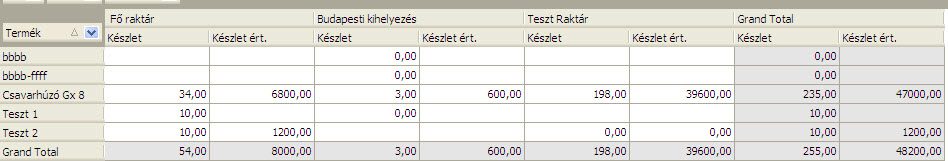 Fő raktár Budapesti kihelyezés Teszt Raktár Grand Total
Termék Készlet Készlet ért. Készlet Készlet ért. Készlet Készlet ért. Készlet Készlet ért.
bbbb 0,00 0,00
bbbb-ffff 0,00 0,00
Csavarhúzó Gx 8 34,00 6800,00 3,00 600,00 198,00 39600,00 235,00 47000,00
Teszt 1 10,00 0,00 10,00
Teszt 2 10,00 1200,00 0,00 0,00 10,00 1200,00
Grand Total 54,00 8000,00 3,00 600,00 198,00 39600,00 255,00 48200,00